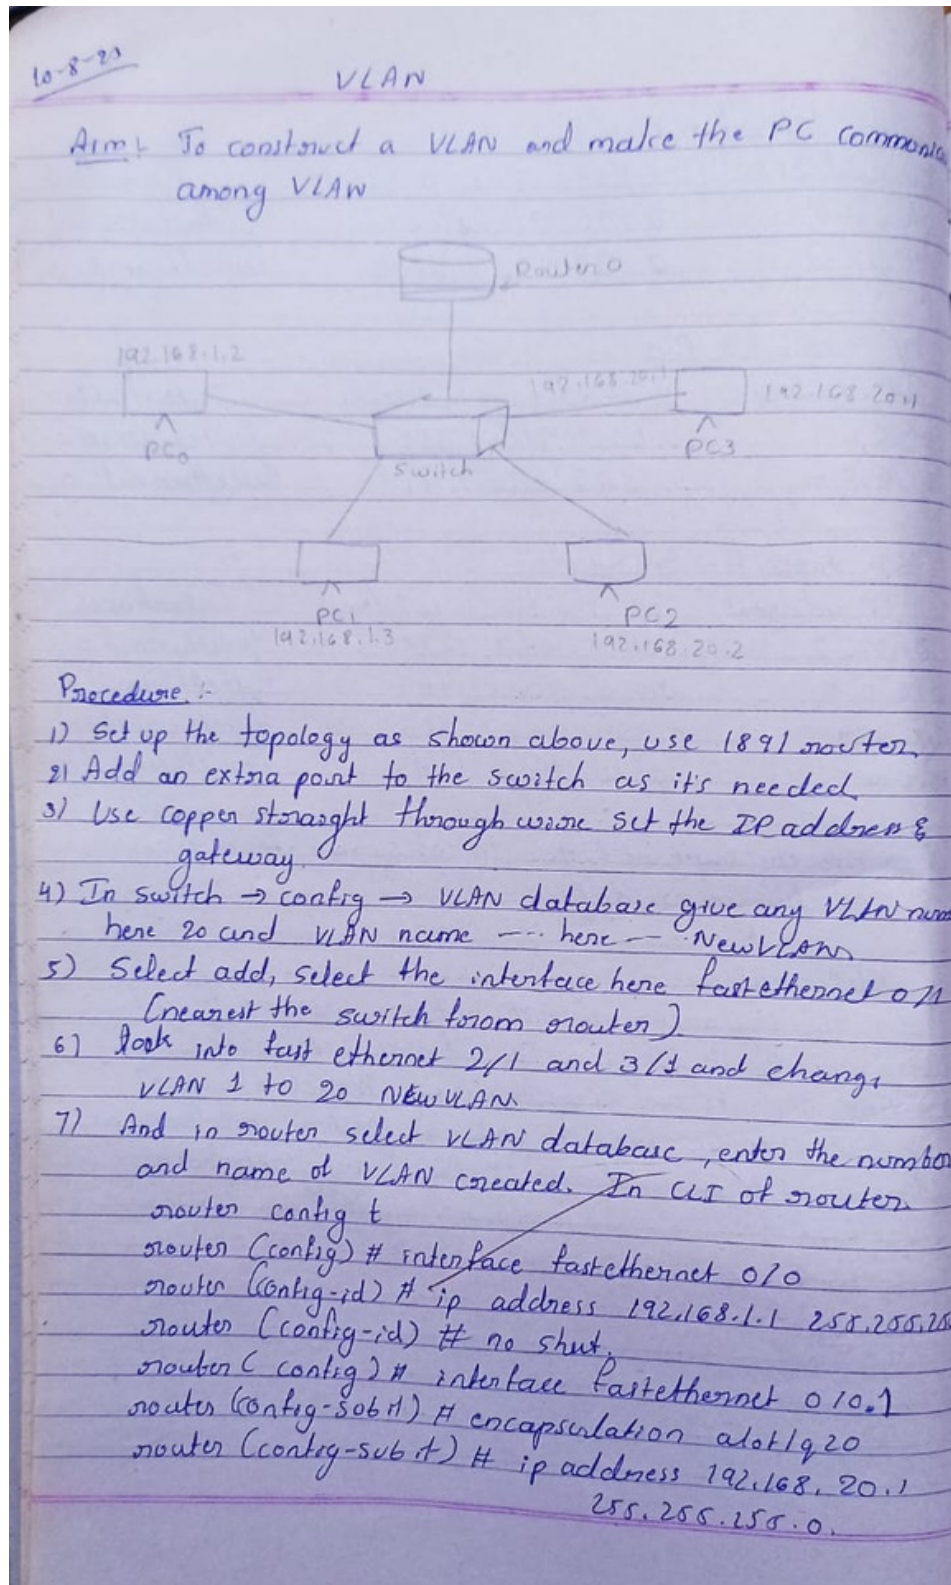 10-8-23
VLAN
Aim:- To construct a VLAN and make the PC communic
among VLAN
Router 0
192.168.1.2
192.168.20.1
192.168.20.
PC0
PC3
Switch
PC1
PC2
192.168.1.3
192.168.20.2
Procedure :-
1) Set up the topology as shown above, use 1891 router.
2) Add an extra port to the switch as it's needed
3) Use copper straight through wire set the IP address &
gateway.
4) In switch → config → VLAN database give any VLAN num
here 20 and VLAN name --- here -- NewVLAN
5) Select add, select the interface here fastethernet 0/1
(nearest the switch from router)
6) look into fast ethernet 2/1 and 3/1 and change
VLAN 1 to 20 NEWVLAN.
7) And in router select VLAN database, enter the number
and name of VLAN created. In CLI of router.
router config t
router (config) # interface fastethernet 0/0
router (config-id) # ip address 192.168.1.1 255.255.25
router (config-id) # no shut.
router (config) # interface fastethernet 0/0.1
router (config-subif) # encapsulation alot1q 20
router (config-subif) # ip address 192.168.20.1
255.255.255.0.